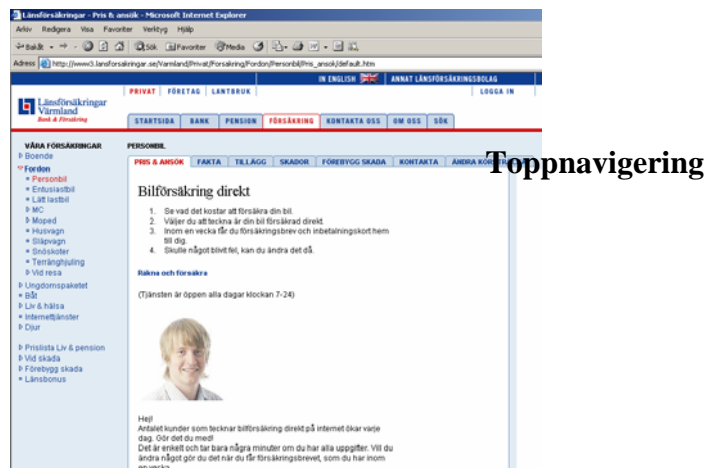 Länsförsäkringar - Pris & ansök - Microsoft Internet Explorer
Arkiv Redigera Visa Favoriter Verktyg Hjälp
Bakåt Sök Favoriter Media
Adress http://www3.lansforsakringar.se/Varmland/Privat/Forsakring/Fordon/Personbil/Pris_ansok/default.htm
IN ENGLISH ANNAT LÄNSFÖRSÄKRINGSBOLAG
PRIVAT FÖRETAG LANTBRUK LOGGA IN
Länsförsäkringar
Värmland
Bank & Försäkring
STARTSIDA BANK PENSION FÖRSÄKRING KONTAKTA OSS OM OSS SÖK
VÅRA FÖRSÄKRINGAR
Boende
Fordon
Personbil
Entusiastbil
Lätt lastbil
MC
Moped
Husvagn
Släpvagn
Snöskoter
Terränghjuling
Vid resa
Ungdomspaketet
Båt
Liv & hälsa
Internettjänster
Djur
Prislista Liv & pension
Vid skada
Förebygg skada
Länsbonus
PERSONBIL
PRIS & ANSÖK FAKTA TILLÄGG SKADOR FÖREBYGG SKADA KONTAKTA ÄNDRA
Toppnavigering
Bilförsäkring direkt
1. Se vad det kostar att försäkra din bil.
2. Väljer du att teckna är din bil försäkrad direkt.
3. Inom en vecka får du försäkringsbrev och inbetalningskort hem
till dig.
4. Skulle något blivit fel, kan du ändra det då.
Räkna och försäkra
(Tjänsten är öppen alla dagar klockan 7-24)
Hej!
Antalet kunder som tecknar bilförsäkring direkt på internet ökar varje
dag. Gör det du med!
Det är enkelt och tar bara några minuter om du har alla uppgifter. Vill du
ändra något gör du det när du får försäkringsbrevet, som du har inom
en vecka.